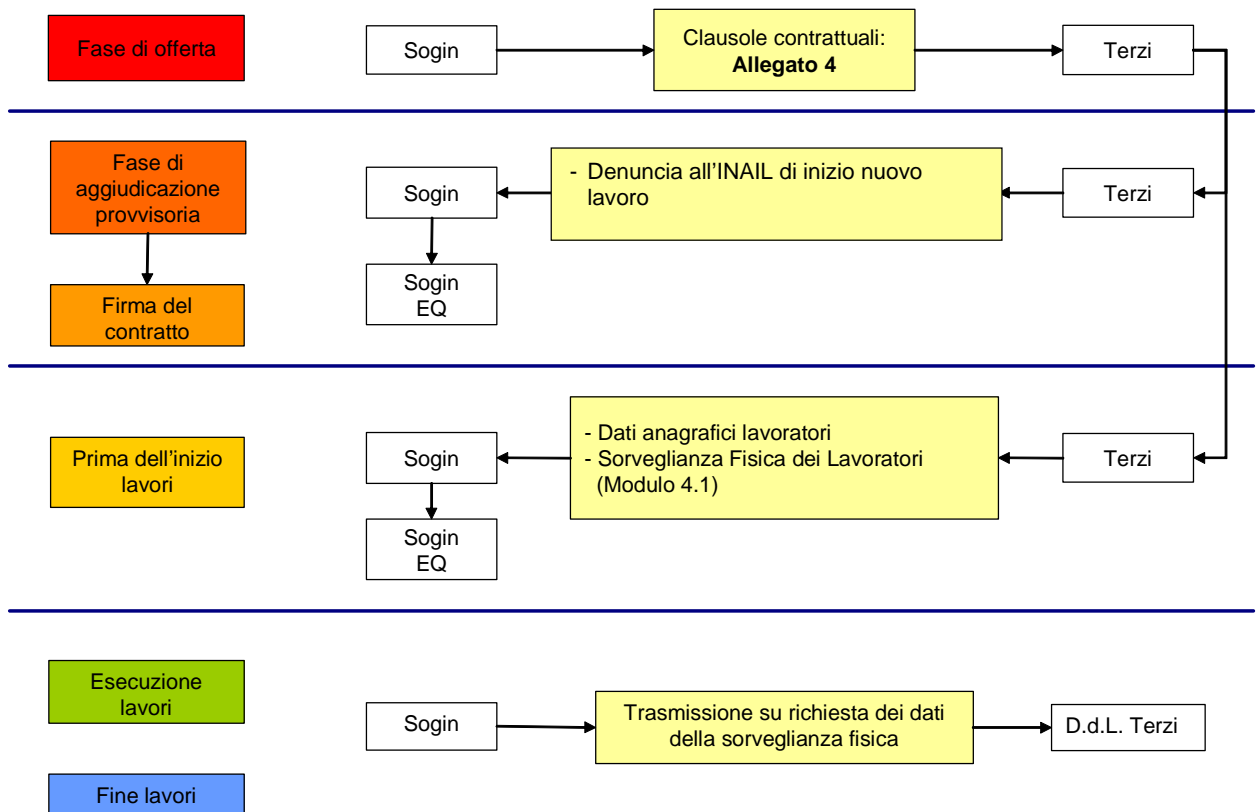 Fase di offerta
Sogin
Clausole contrattuali:
Allegato 4
Terzi
Fase di
aggiudicazione
provvisoria
Sogin
- Denuncia all’INAIL di inizio nuovo
lavoro
Terzi
Sogin
EQ
Firma del
contratto
Prima dell’inizio
lavori
Sogin
- Dati anagrafici lavoratori
- Sorveglianza Fisica dei Lavoratori
(Modulo 4.1)
Terzi
Sogin
EQ
Esecuzione
lavori
Sogin
Trasmissione su richiesta dei dati
della sorveglianza fisica
D.d.L. Terzi
Fine lavori